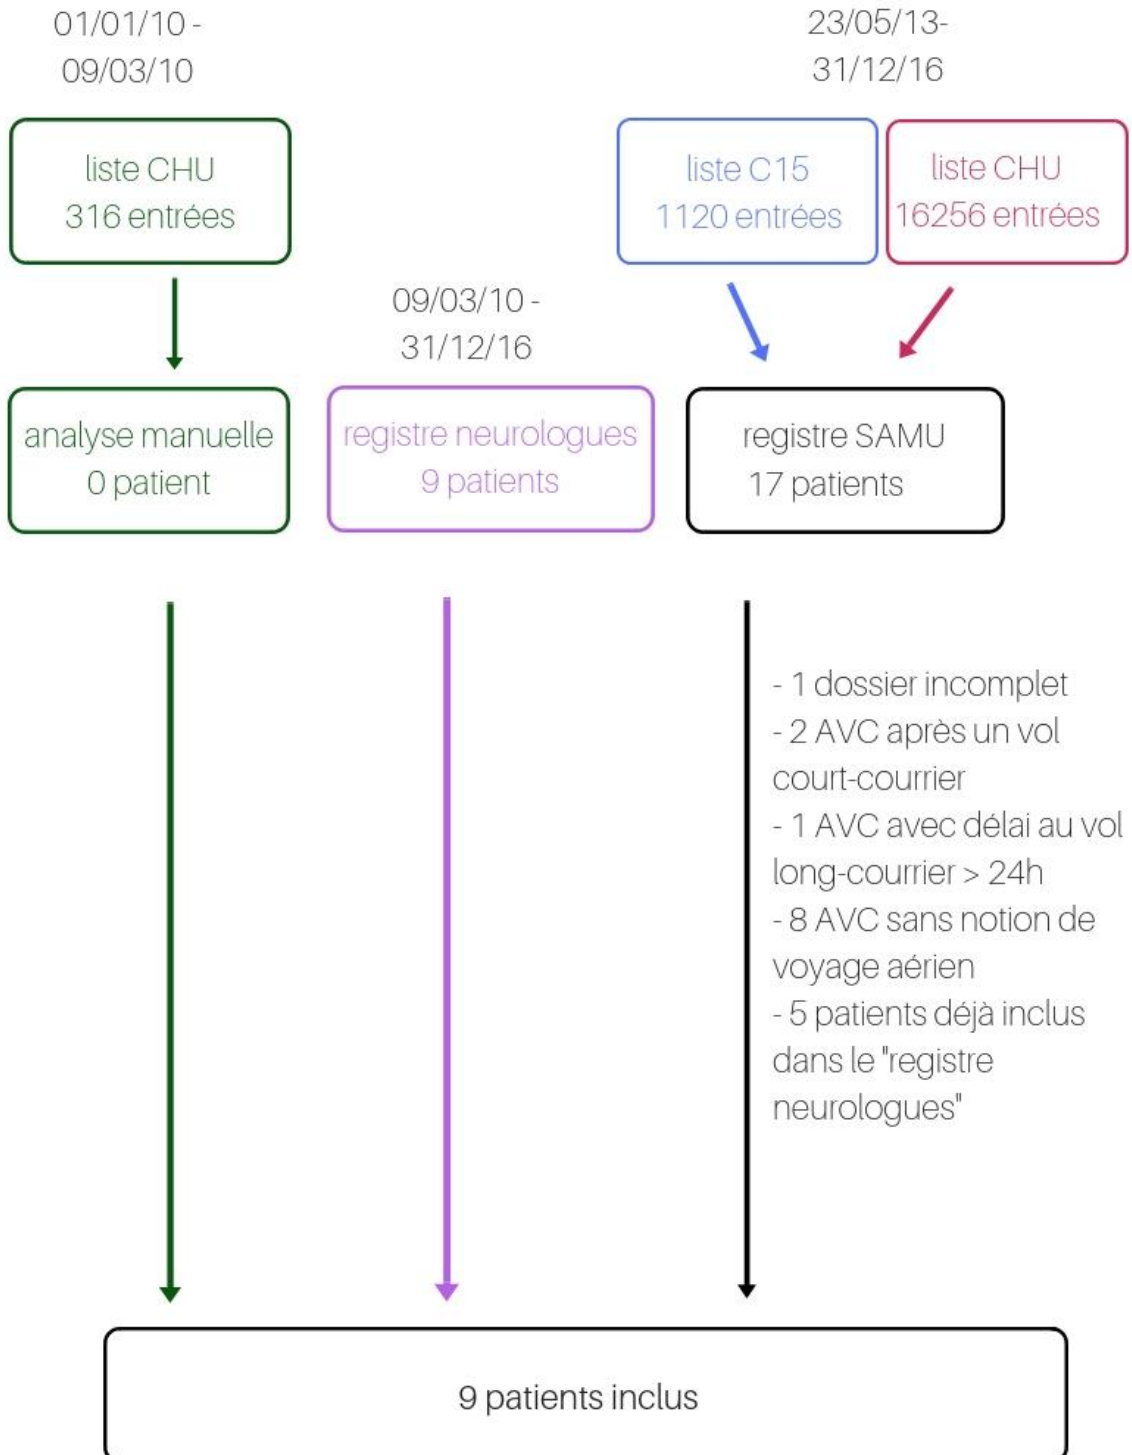 01/01/10 -
09/03/10
23/05/13-
31/12/16
liste CHU
316 entrées
liste C15
1120 entrées
liste CHU
16256 entrées
09/03/10 -
31/12/16
analyse manuelle
0 patient
registre neurologues
9 patients
registre SAMU
17 patients
- 1 dossier incomplet
- 2 AVC après un vol
court-courrier
- 1 AVC avec délai au vol
long-courrier > 24h
- 8 AVC sans notion de
voyage aérien
- 5 patients déjà inclus
dans le "registre
neurologues"
9 patients inclus